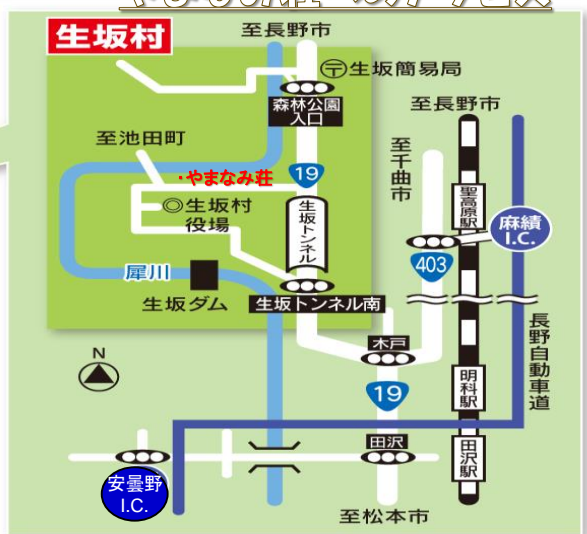 生坂村
至長野市
〒生坂簡易局
森林公園
入口
至長野市
至池田町
至千曲市
・やまなみ荘
19
聖高原駅
◎生坂村
役場
生坂トンネル
麻績
I.C.
403
犀川
生坂ダム
生坂トンネル南
長野自動車道
木戸
N
明科駅
19
田沢
田沢駅
安曇野
I.C.
至松本市